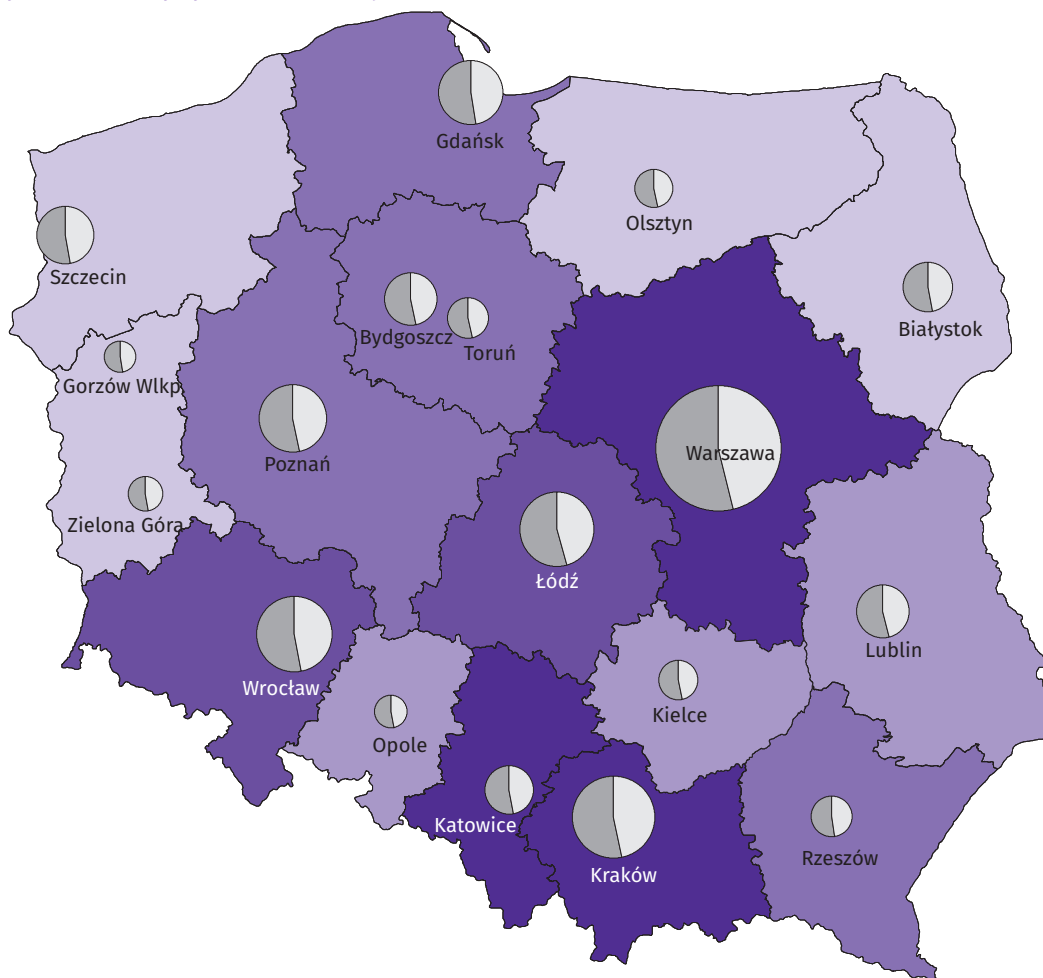 Gdańsk
Olsztyn
Szczecin
Białystok
Bydgoszcz
Toruń
Gorzów Wlkp
Warszawa
Poznań
Zielona Góra
Łódź
Lublin
Wrocław
Kielce
Opole
Katowice
Kraków
Rzeszów